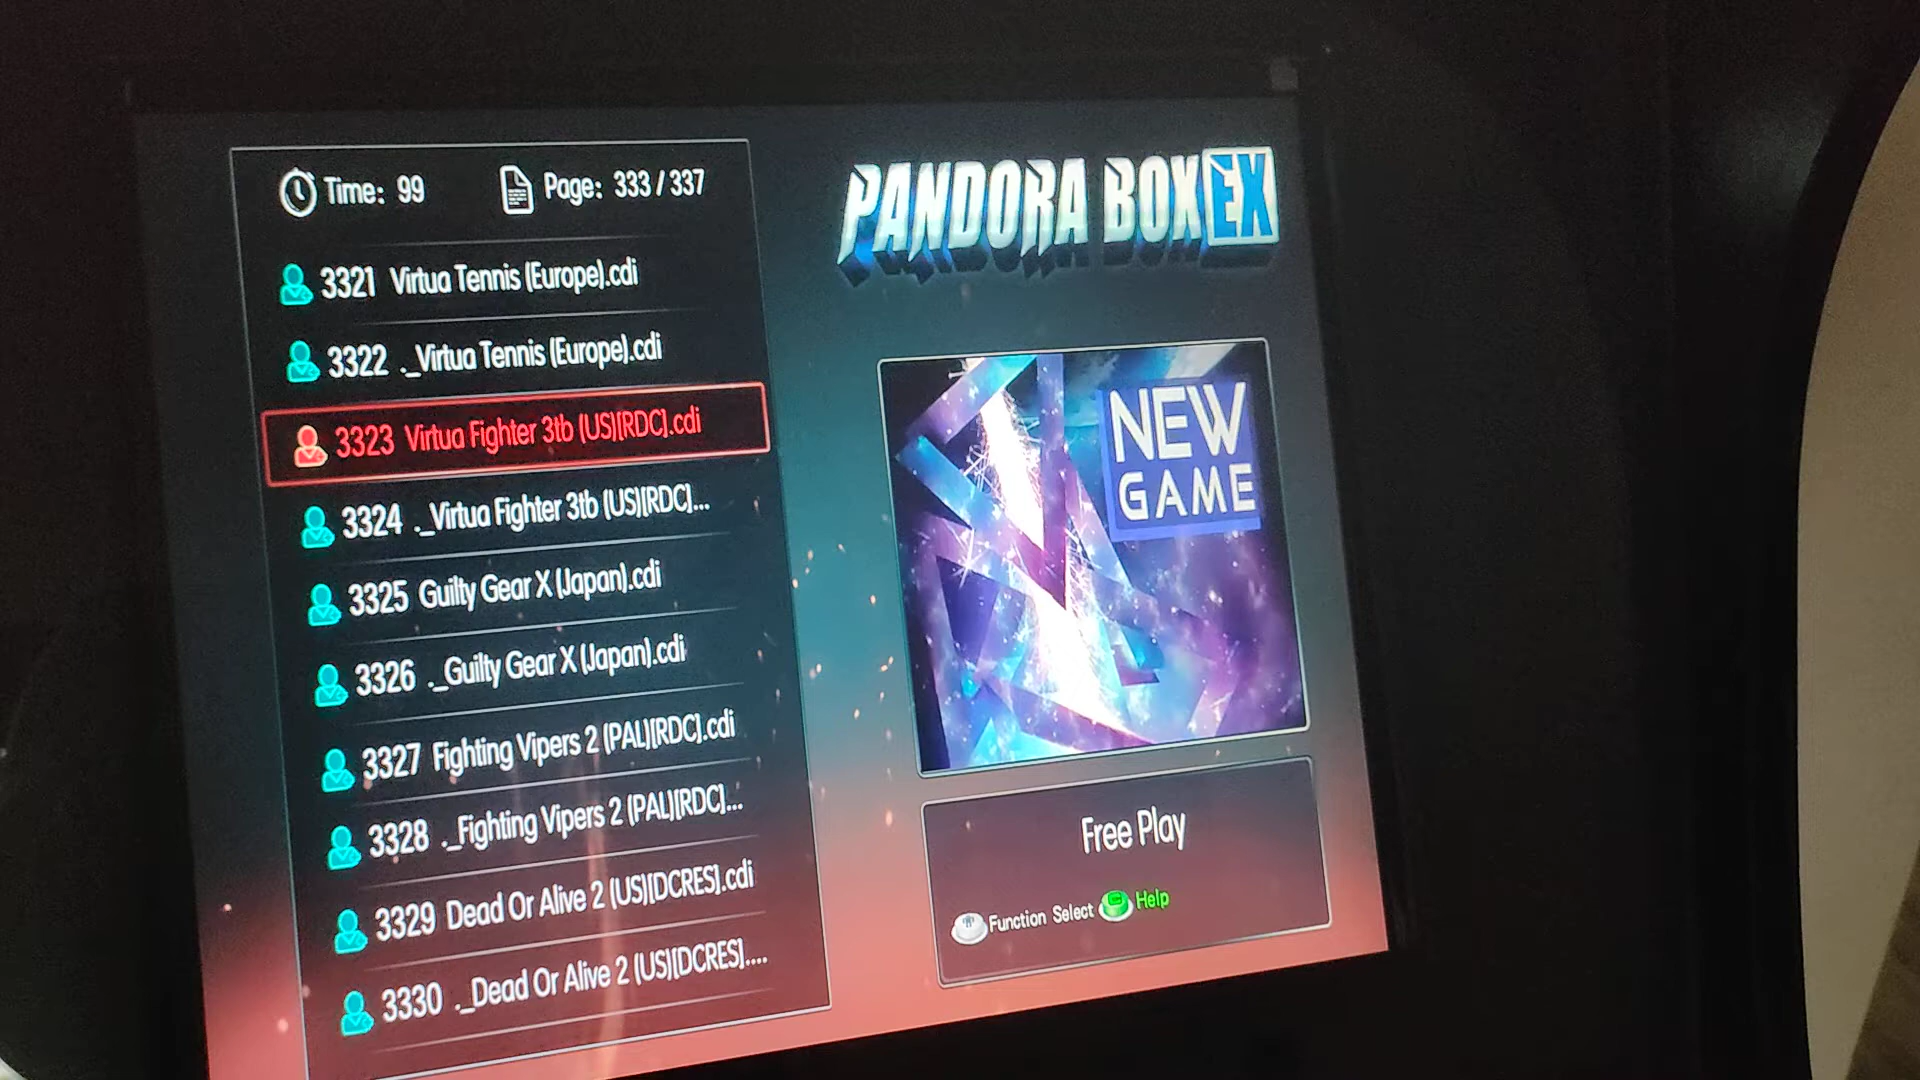 Time: 99 Page: 333 / 337
3321 Virtua Tennis (Europe).cdi
3322 ._Virtua Tennis (Europe).cdi
3323 Virtua Fighter 3tb (US)[RDC].cdi
3324 ._Virtua Fighter 3tb (US)[RDC]...
3325 Guilty Gear X (Japan).cdi
3326 ._Guilty Gear X (Japan).cdi
3327 Fighting Vipers 2 (PAL)[RDC].cdi
3328 ._Fighting Vipers 2 (PAL)[RDC]...
3329 Dead Or Alive 2 (US)[DCRES].cdi
3330 ._Dead Or Alive 2 (US)[DCRES]....
PANDORA BOX EX
NEW
GAME
Free Play
Function Select C Help